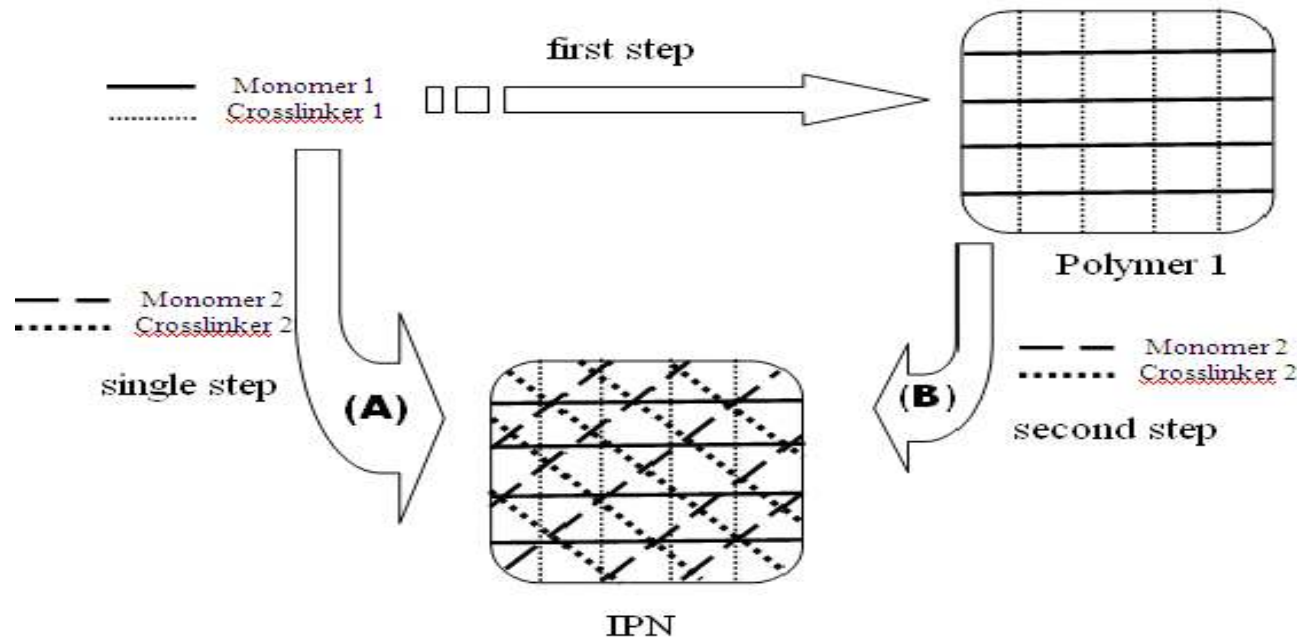 first step
Monomer 1
Crosslinker 1
Polymer 1
Monomer 2
Crosslinker 2
single step
(A)
(B)
Monomer 2
Crosslinker 2
second step
IPN